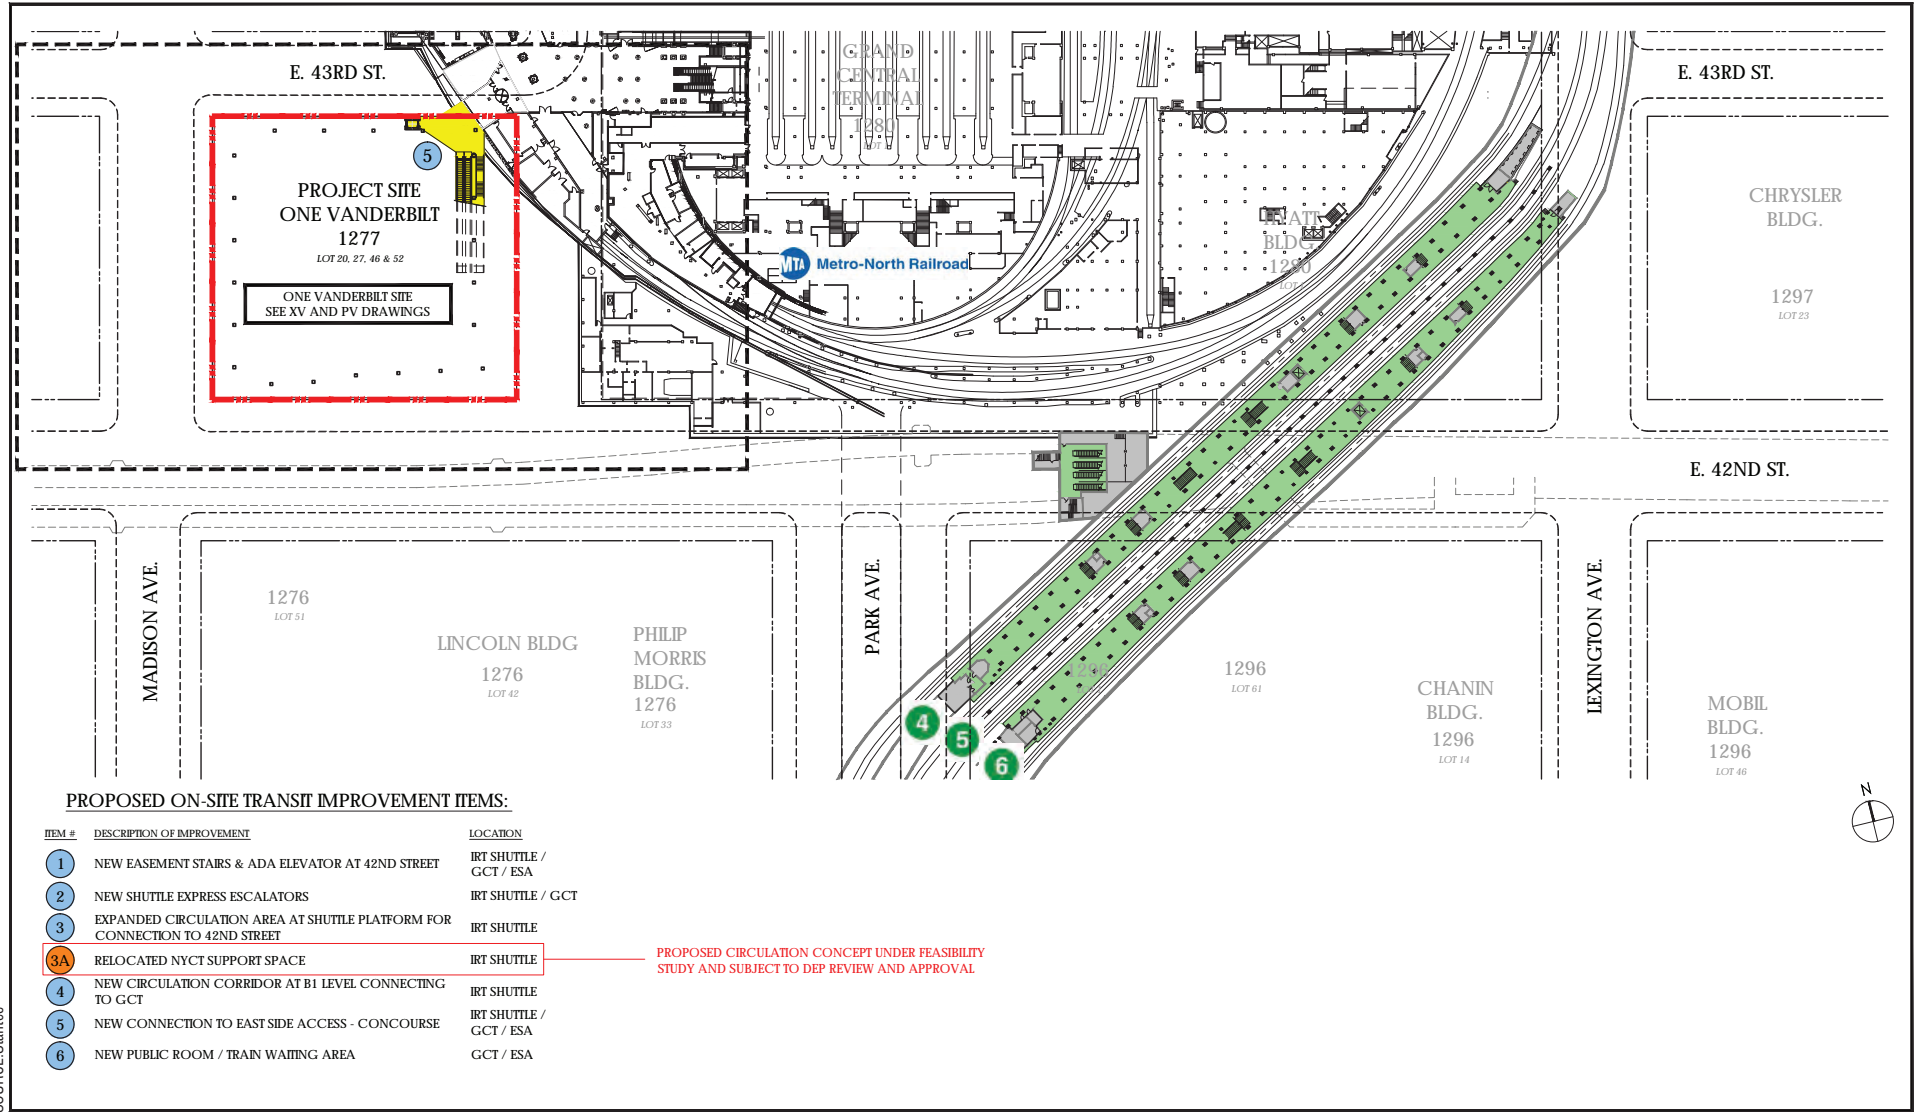 E. 43RD ST.
GRAND
CENTRAL
TERMINAL
1280
E. 43RD ST.
5
PROJECT SITE
ONE VANDERBILT
1277
LOT 20, 27, 46 & 52
ONE VANDERBILT SITE
SEE XV AND PV DRAWINGS
MTA Metro-North Railroad
HYATT
BLDG.
1280
CHRYSLER
BLDG.
1297
LOT 23
E. 42ND ST.
MADISON AVE.
PARK AVE.
LEXINGTON AVE.
1276
LOT 51
LINCOLN BLDG
1276
LOT 42
PHILIP
MORRIS
BLDG.
1276
LOT 33
1296
1296
LOT 61
CHANIN
BLDG.
1296
LOT 14
MOBIL
BLDG.
1296
LOT 46
4
5
6
N
PROPOSED ON-SITE TRANSIT IMPROVEMENT ITEMS:
ITEM # DESCRIPTION OF IMPROVEMENT LOCATION
1 NEW EASEMENT STAIRS & ADA ELEVATOR AT 42ND STREET IRT SHUTTLE /
GCT / ESA
2 NEW SHUTTLE EXPRESS ESCALATORS IRT SHUTTLE / GCT
3 EXPANDED CIRCULATION AREA AT SHUTTLE PLATFORM FOR
CONNECTION TO 42ND STREET IRT SHUTTLE
3A RELOCATED NYCT SUPPORT SPACE IRT SHUTTLE
PROPOSED CIRCULATION CONCEPT UNDER FEASIBILITY
STUDY AND SUBJECT TO DEP REVIEW AND APPROVAL
4 NEW CIRCULATION CORRIDOR AT B1 LEVEL CONNECTING
TO GCT IRT SHUTTLE
5 NEW CONNECTION TO EAST SIDE ACCESS - CONCOURSE IRT SHUTTLE /
GCT / ESA
6 NEW PUBLIC ROOM / TRAIN WAITING AREA GCT / ESA